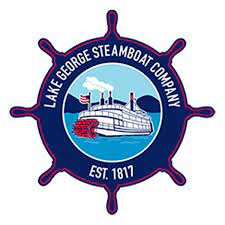 LAKE GEORGE STEAMBOAT COMPANY
EST. 1817